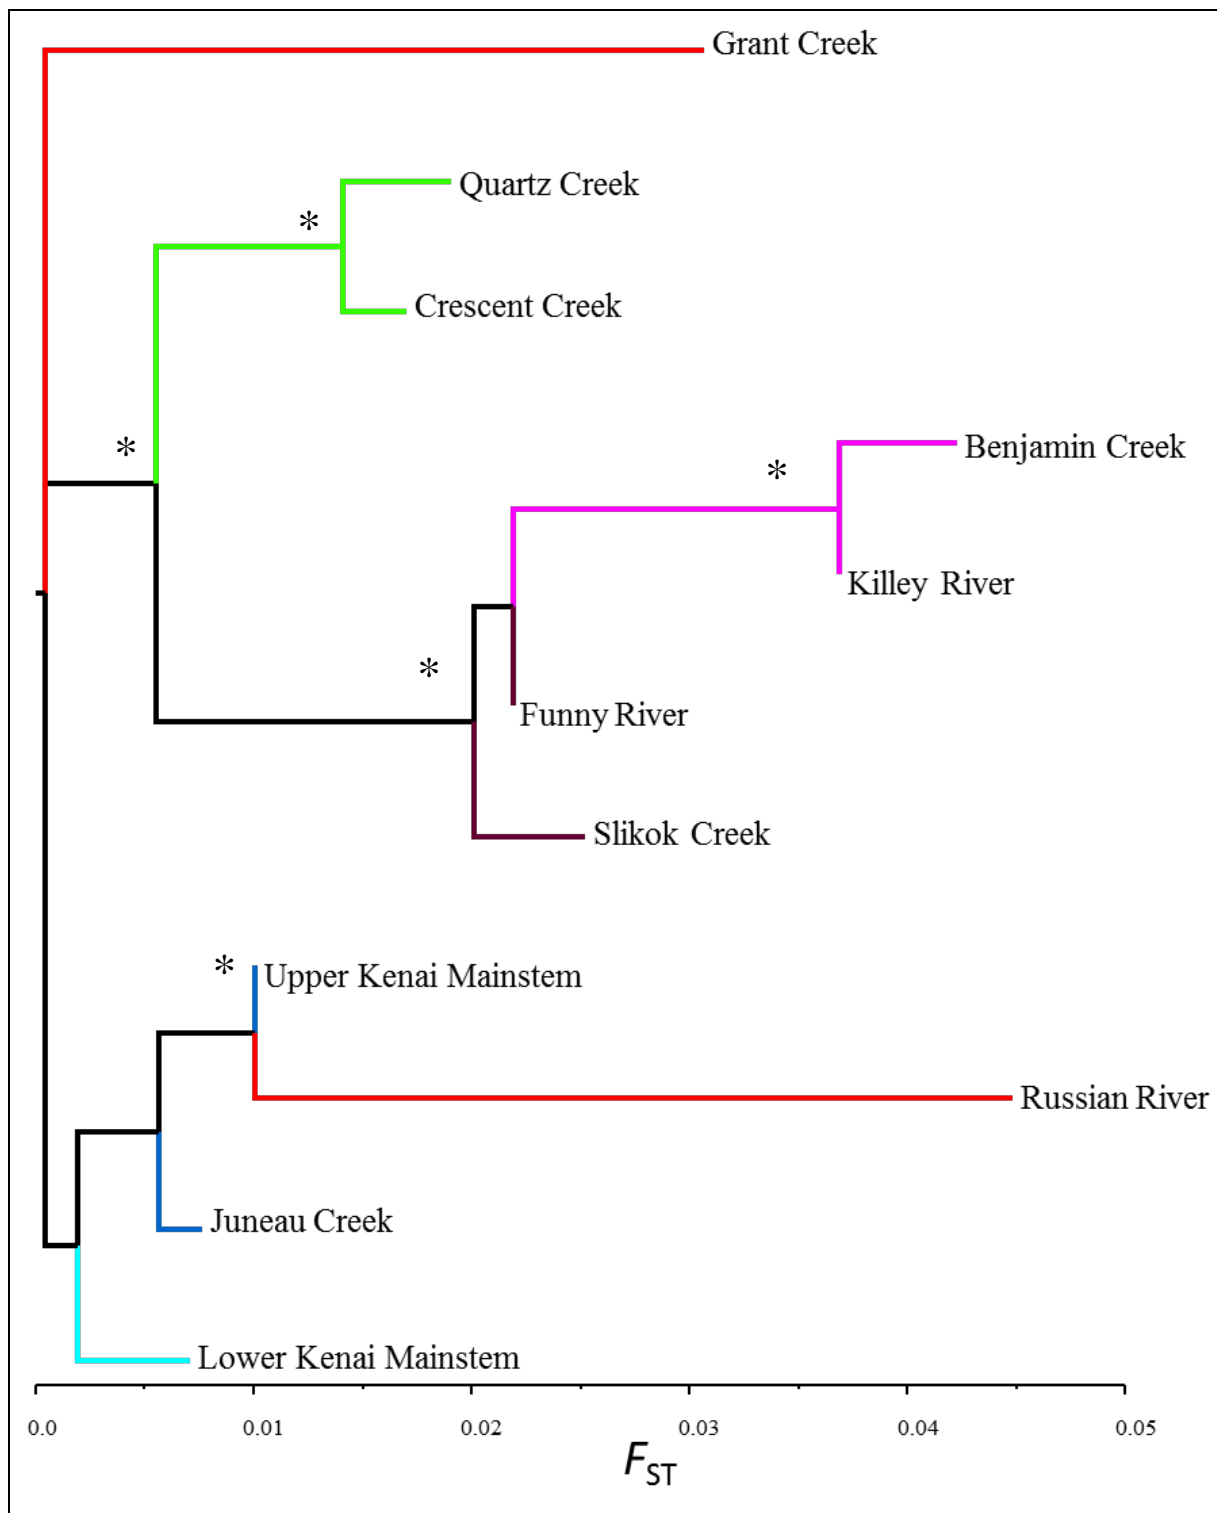 Grant Creek
Quartz Creek
*
Crescent Creek
*
Benjamin Creek
*
Killey River
*
Funny River
Slikok Creek
*
Upper Kenai Mainstem
Russian River
Juneau Creek
Lower Kenai Mainstem
0.0 0.01 0.02 0.03 0.04 0.05
FST